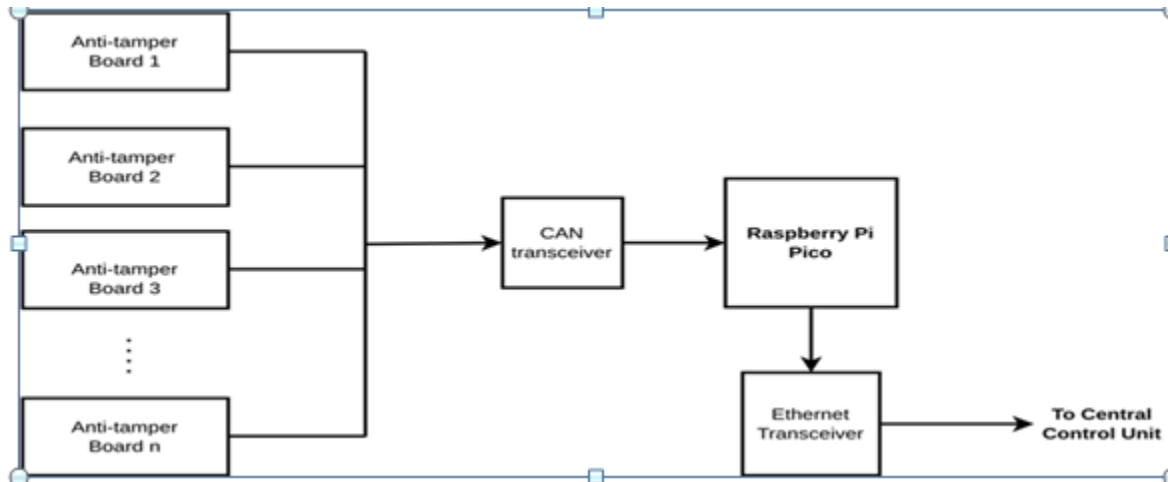 Anti-tamper
Board 1
Anti-tamper
Board 2
Anti-tamper
Board 3
Anti-tamper
Board n
CAN
transceiver
Raspberry Pi
Pico
Ethernet
Transceiver
To Central
Control Unit